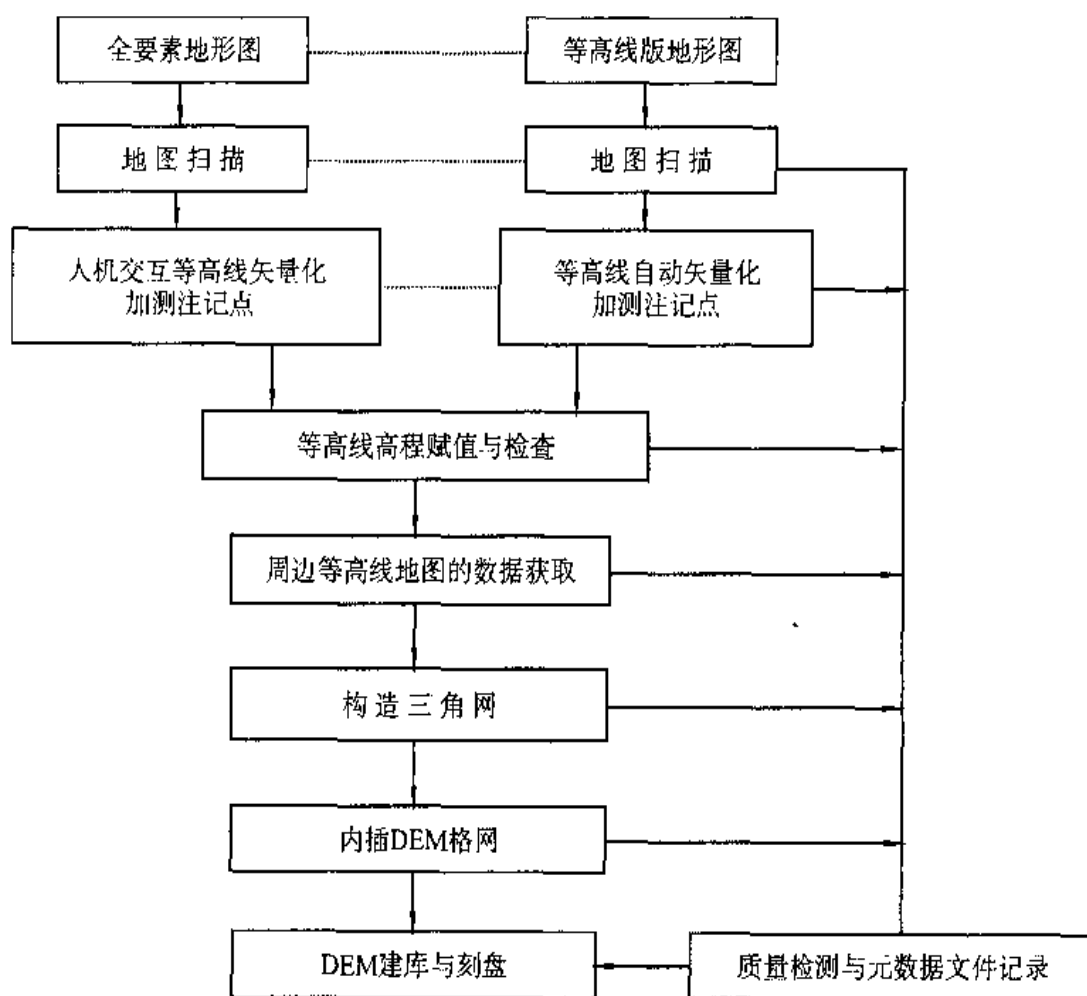 全要素地形图
等高线版地形图
地图扫描
地图扫描
人机交互等高线矢量化
加测注记点
等高线自动矢量化
加测注记点
等高线高程赋值与检查
周边等高线地图的数据获取
构造三角网
内插DEM格网
DEM建库与刻盘
质量检测与元数据文件记录